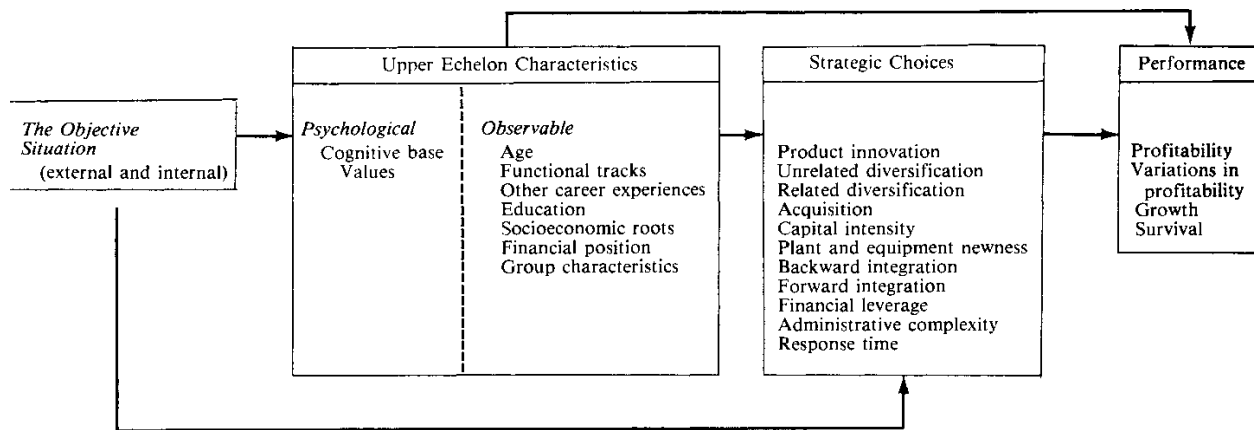 Upper Echelon Characteristics
Strategic Choices
Performance
The Objective
Situation
(external and internal)
Psychological
Cognitive base
Values
Observable
Age
Functional tracks
Other career experiences
Education
Socioeconomic roots
Financial position
Group characteristics
Product innovation
Unrelated diversification
Related diversification
Acquisition
Capital intensity
Plant and equipment newness
Backward integration
Forward integration
Financial leverage
Administrative complexity
Response time
Profitability
Variations in
profitability
Growth
Survival